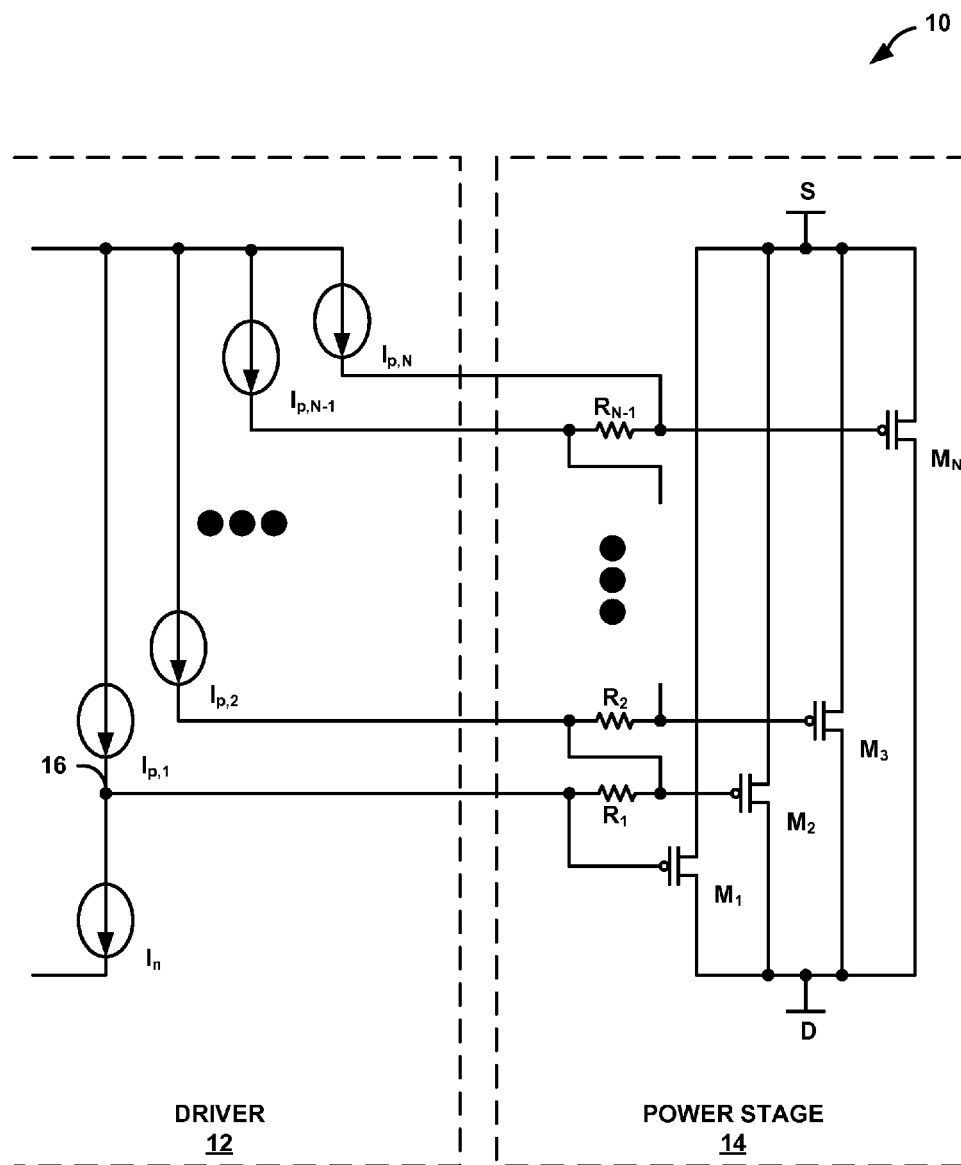 10
S
I_{p,N}
I_{p,N-1}
R_{N-1}
M_N
I_{p,2}
R_2
M_3
16
I_{p,1}
R_1
M_2
M_1
I_n
D
DRIVER
12
POWER STAGE
14